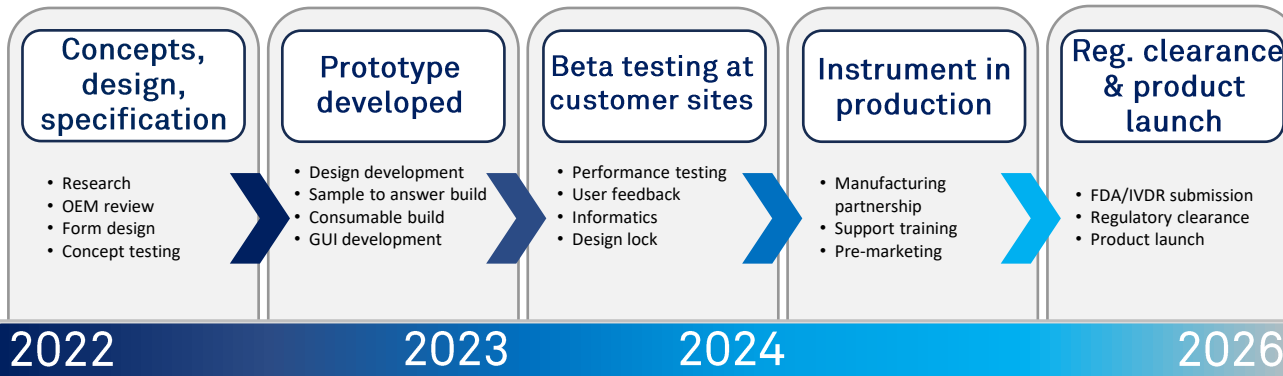 Concepts,
design,
specification
• Research
• OEM review
• Form design
• Concept testing
Prototype
developed
• Design development
• Sample to answer build
• Consumable build
• GUI development
Beta testing at
customer sites
• Performance testing
• User feedback
• Informatics
• Design lock
Instrument in
production
• Manufacturing
partnership
• Support training
• Pre-marketing
Reg. clearance
& product
launch
• FDA/IVDR submission
• Regulatory clearance
• Product launch
2022
2023
2024
2026